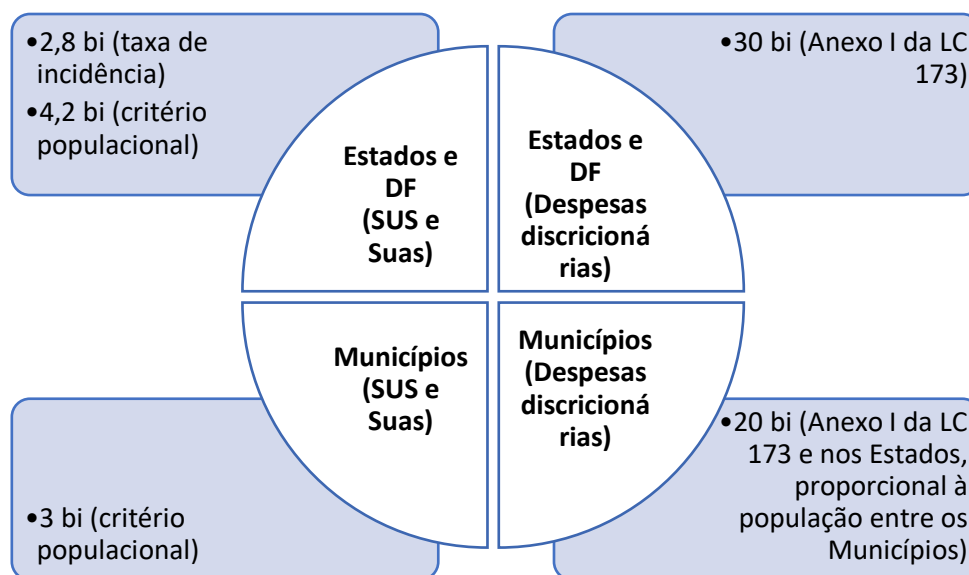 •2,8 bi (taxa de
incidência)
•4,2 bi (critério
populacional)
Estados e
DF
(SUS e
Suas)
•30 bi (Anexo I da LC
173)
Estados e
DF
(Despesas
discricioná
rias)
Municípios
(SUS e
Suas)
•3 bi (critério
populacional)
Municípios
(Despesas
discricioná
rias)
•20 bi (Anexo I da LC
173 e nos Estados,
proporcional à
população entre os
Municípios)